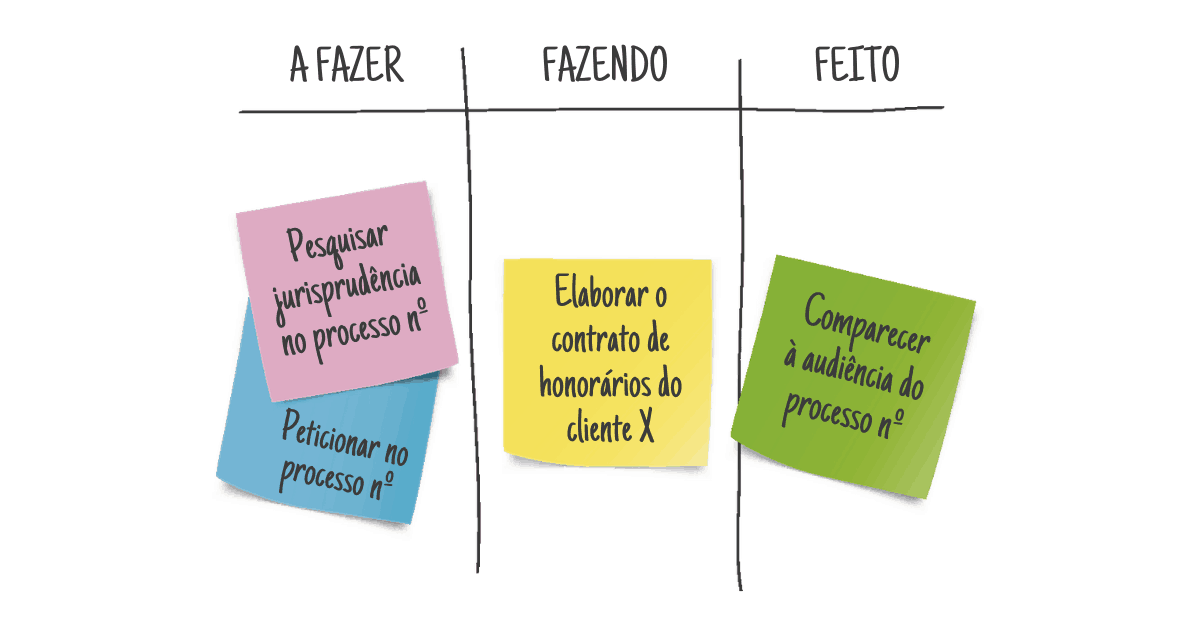 A FAZER
FAZENDO
FEITO
Pesquisar
jurisprudência
no processo nº
Peticionar no
processo nº
Elaborar o
contrato de
honorários do
cliente X
Comparecer
à audiência do
processo nº